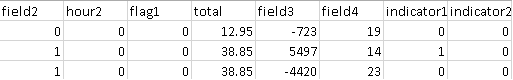 field2 hour2 flag1 total field3 field4 indicator1 indicator2
0 0 0 12.95 -723 19 0 0
1 0 0 38.85 5497 14 1 0
1 0 0 38.85 -4420 23 0 0